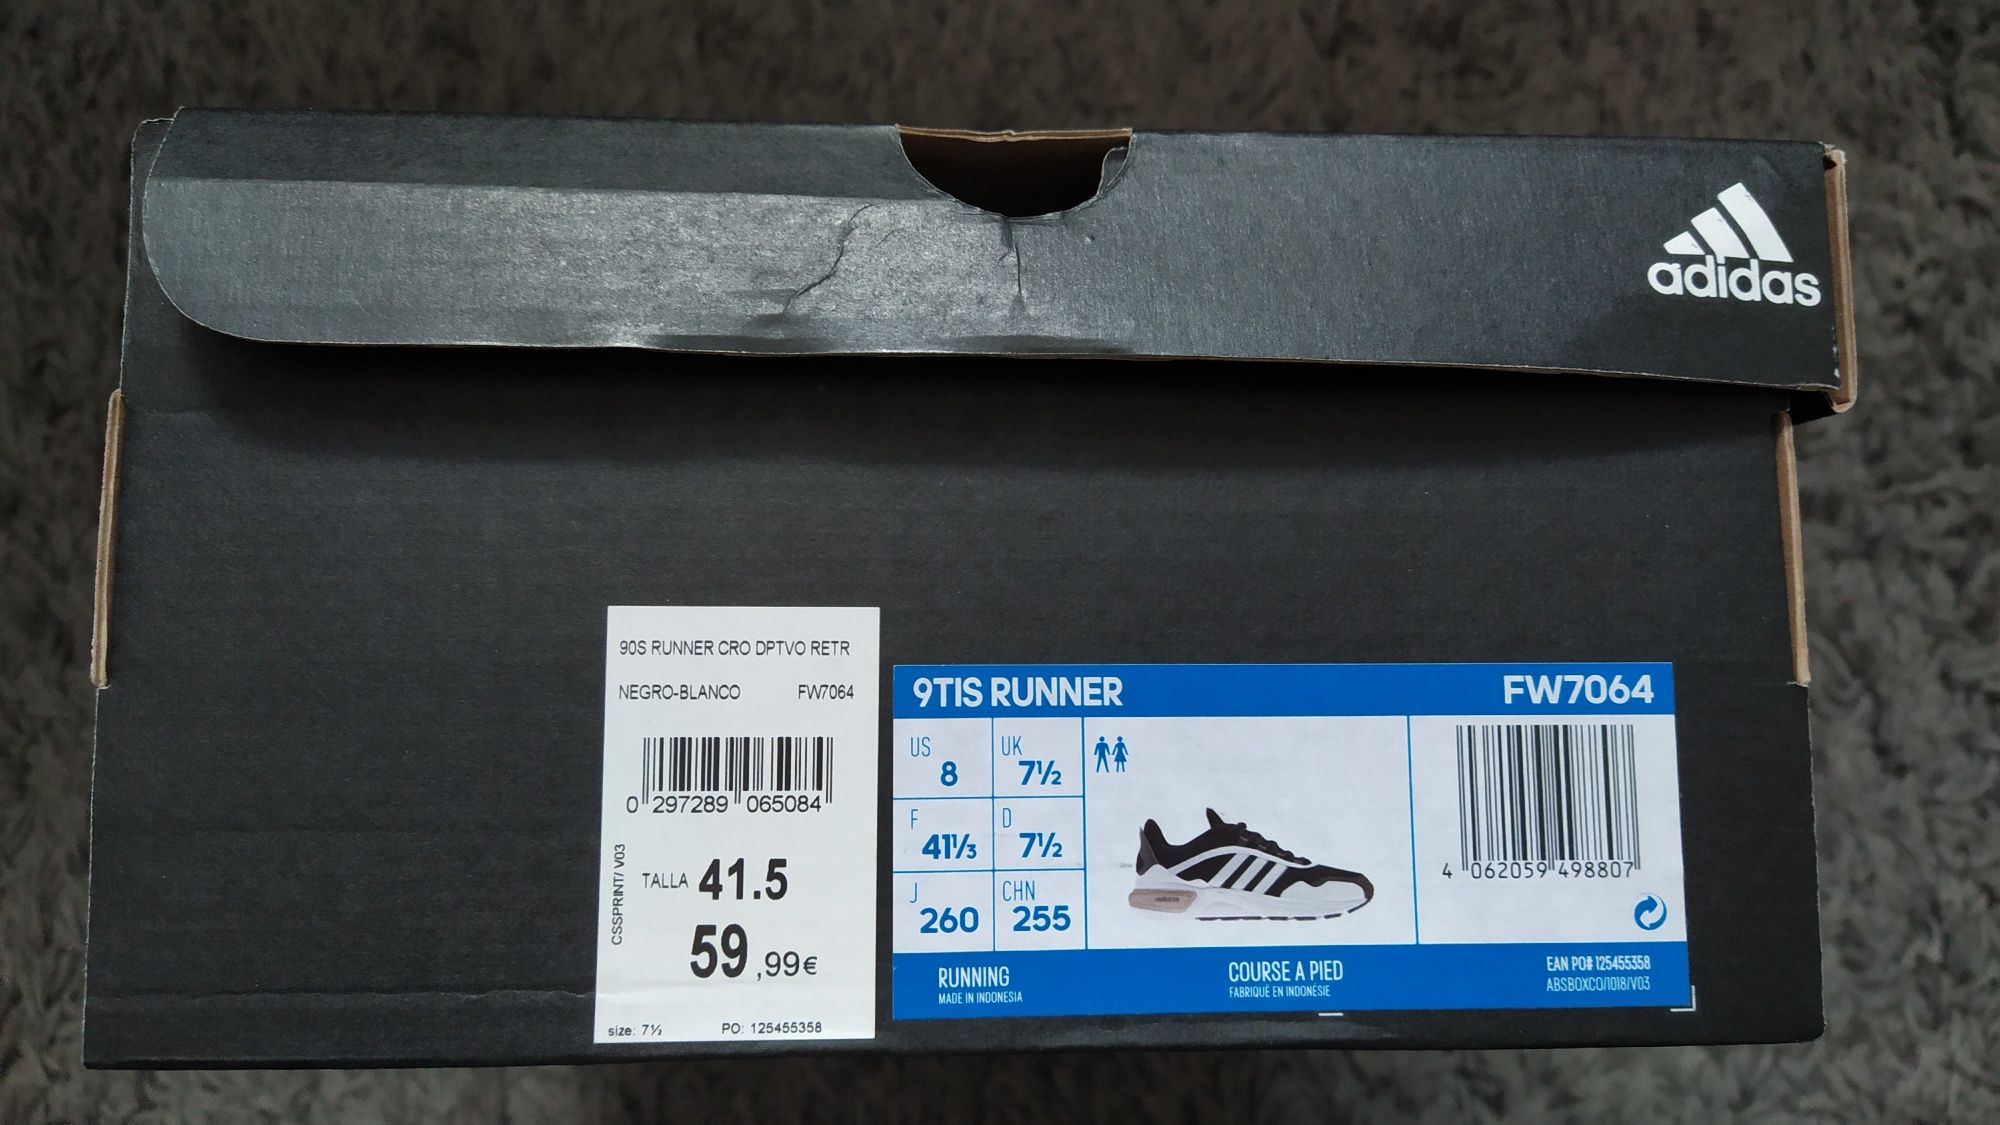 adidas
90S RUNNER CRO DPTVO RETR
NEGRO-BLANCO FW7064
0 297289 065084
CSSPRINT/ V03
TALLA 41.5
59,99€
size: 7½ PO: 125455358
9TIS RUNNER FW7064
US 8
UK 7½
F 41⅓
D 7½
J 260
CHN 255
4 062059 498807
RUNNING
MADE IN INDONESIA
COURSE A PIED
FABRIQUÉ EN INDONÉSIE
EAN PO# 125455358
ABSBOXCO/1018/V03